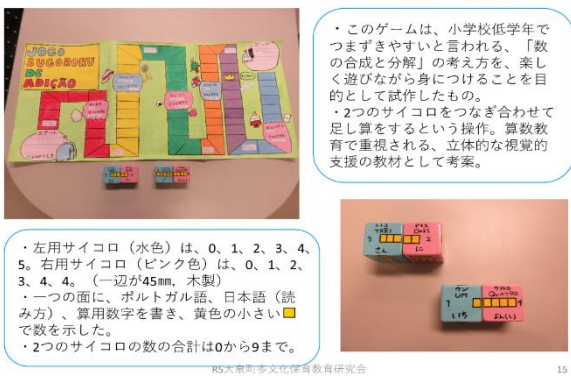 JOGO
SUGOROKU
DE
ADIÇÃO
・このゲームは、小学校低学年で
つまずきやすいと言われる、「数
の合成と分解」の考え方を、楽し
く遊びながら身につけることを目
的として試作したもの。
・2つのサイコロをつなぎ合わせて
足し算をするという操作。算数教
育で重視される、立体的な視覚的
支援の教材として考案。
・左用サイコロ（水色）は、0、1、2、3、4、
5。右用サイコロ（ピンク色）は、0、1、2、
3、4、4。（一辺が45㎜，木製）
・一つの面に、ポルトガル語、日本語（読
み方）、算用数字を書き、黄色の小さい
で数を示した。
・2つのサイコロの数の合計は0から9まで。
3 2
さん に
UM
1 4
いち よん(し)
R5大泉町多文化保育教育研究会
15